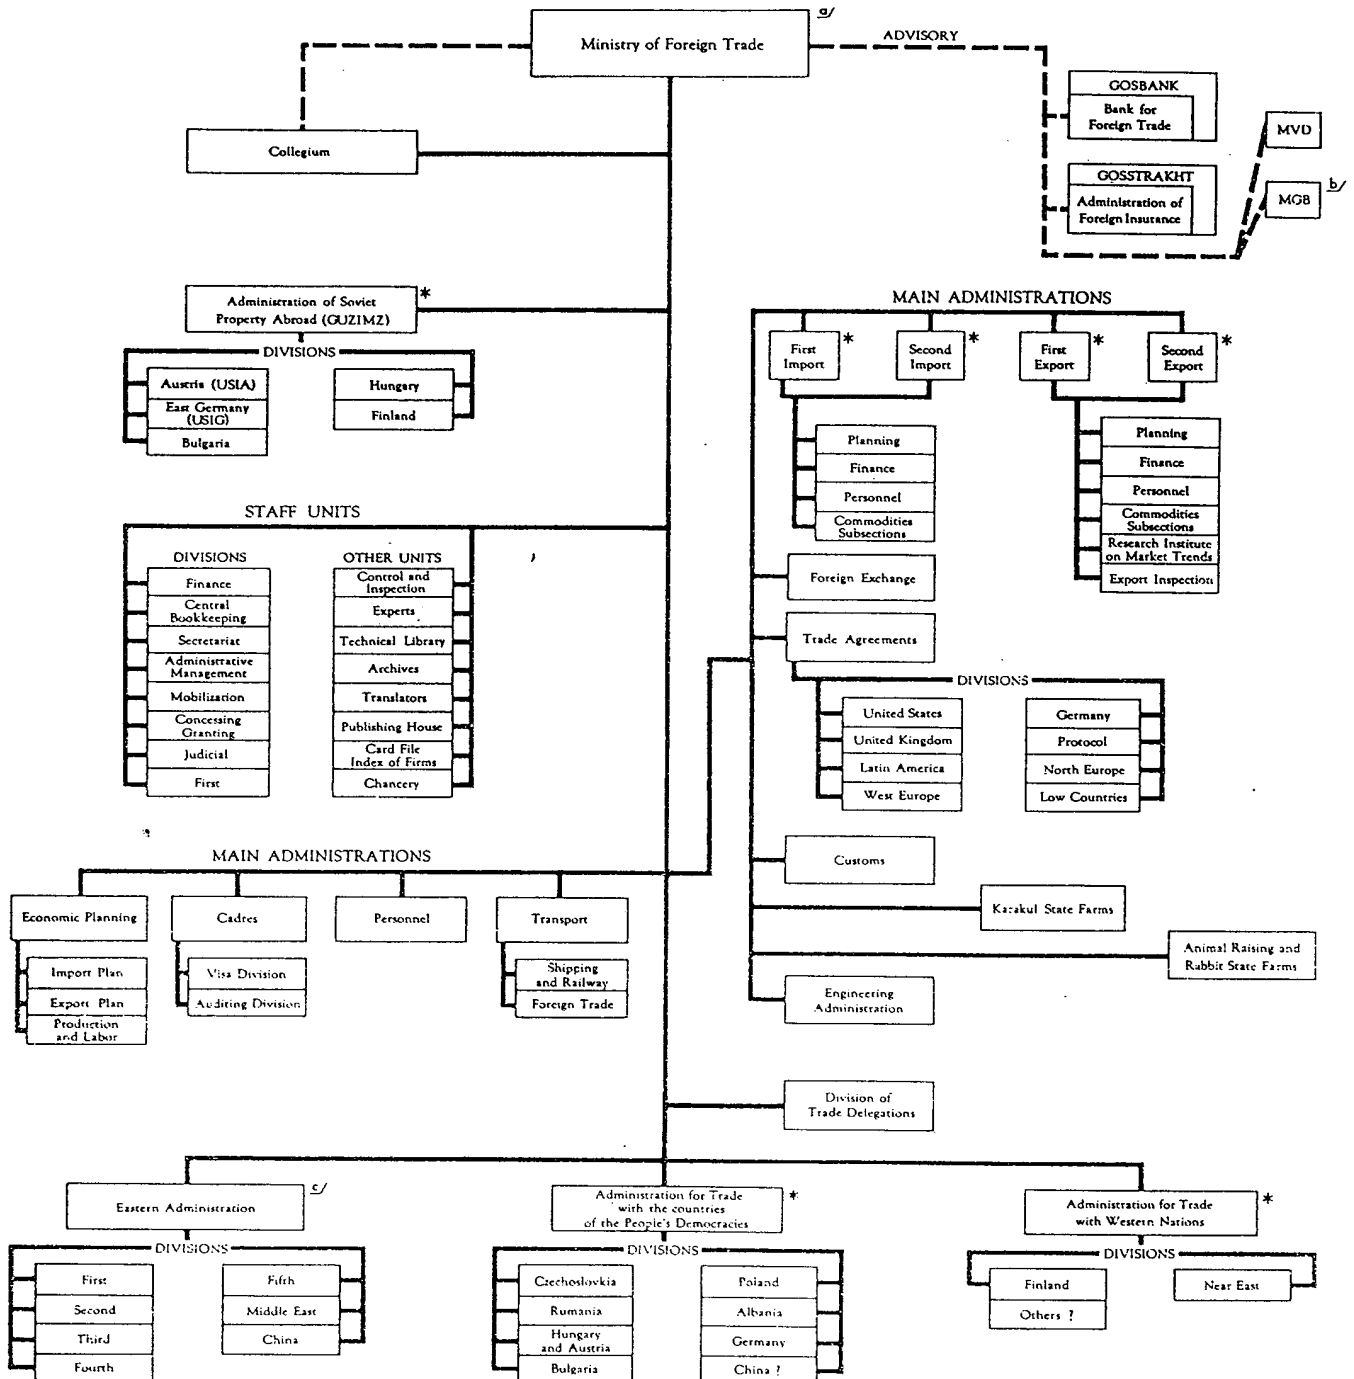 a/
Ministry of Foreign Trade
ADVISORY
GOSBANK
Bank for
Foreign Trade
MVD
Collegium
GOSSTRAKHT
Administration of
Foreign Insurance
MGB
b/
Administration of Soviet
Property Abroad (GUZIMZ)
*
DIVISIONS
Austria (USIA)
East Germany
(USIG)
Bulgaria
Hungary
Finland
MAIN ADMINISTRATIONS
First
Import
*
Second
Import
*
First
Export
*
Second
Export
*
Planning
Finance
Personnel
Commodities
Subsections
Planning
Finance
Personnel
Commodities
Subsections
Research Institute
on Market Trends
Export Inspection
STAFF UNITS
DIVISIONS
Finance
Central
Bookkeeping
Secretariat
Administrative
Management
Mobilization
Concessing
Granting
Judicial
First
OTHER UNITS
Control and
Inspection
Experts
Technical Library
Archives
Translators
Publishing House
Card File
Index of Firms
Chancery
Foreign Exchange
Trade Agreements
DIVISIONS
United States
United Kingdom
Latin America
West Europe
Germany
Protocol
North Europe
Low Countries
Customs
Karakul State Farms
Animal Raising and
Rabbit State Farms
Engineering
Administration
MAIN ADMINISTRATIONS
Economic Planning
Cadres
Personnel
Transport
Import Plan
Export Plan
Production
and Labor
Visa Division
Auditing Division
Shipping
and Railway
Foreign Trade
Division of
Trade Delegations
Eastern Administration
c/
DIVISIONS
First
Second
Third
Fourth
Fifth
Middle East
China
Administration for Trade
with the countries
of the People's Democracies
*
DIVISIONS
Czechoslovkia
Rumania
Hungary
and Austria
Bulgaria
Poland
Albania
Germany
China ?
Administration for Trade
with Western Nations
*
DIVISIONS
Finland
Others ?
Near East